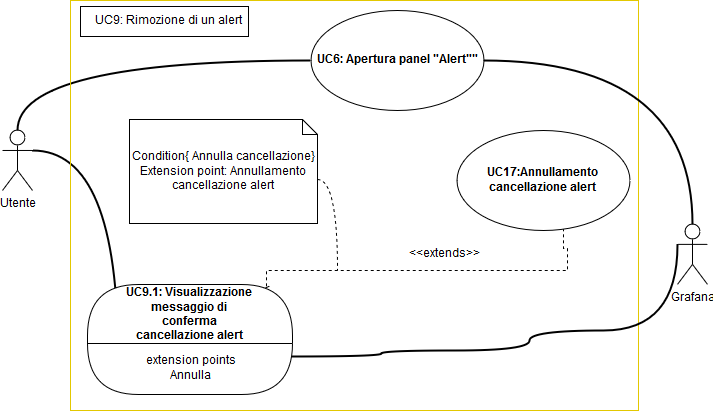 UC9: Rimozione di un alert
UC6: Apertura panel "Alert""
Condition{ Annulla cancellazione}
Extension point: Annullamento
cancellazione alert
UC17:Annullamento
cancellazione alert
Utente
<<extends>>
Grafana
UC9.1: Visualizzazione
messaggio di
conferma
cancellazione alert
extension points
Annulla